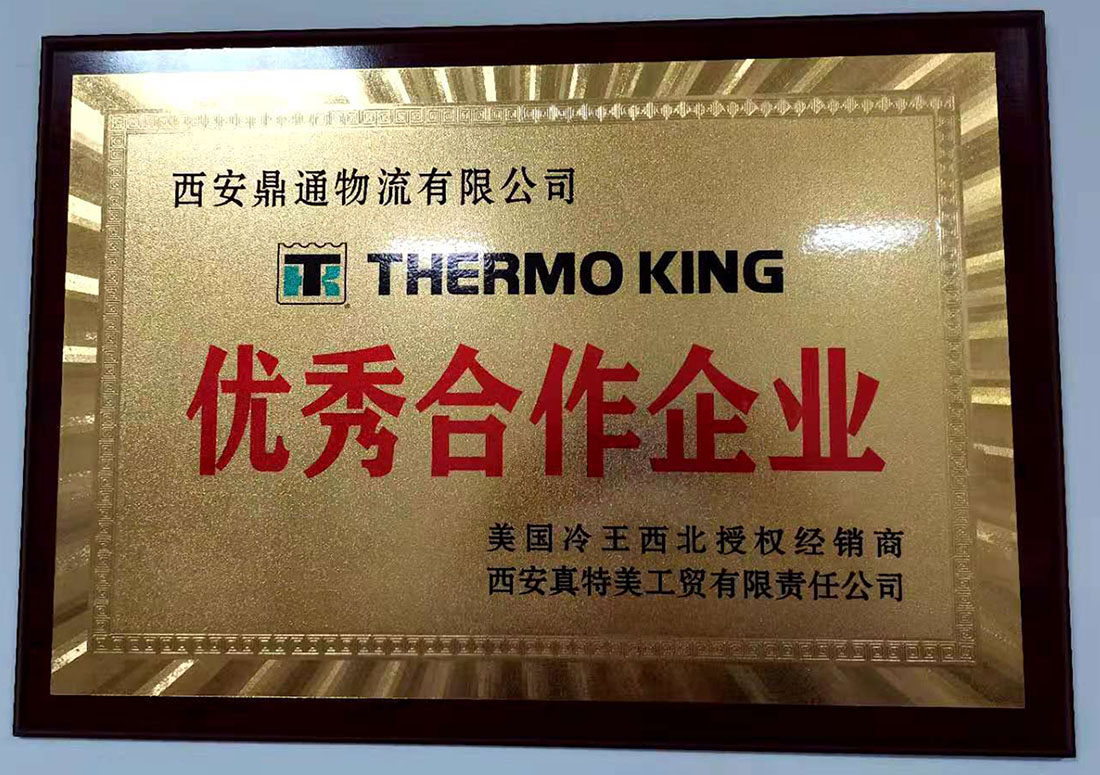 西安鼎通物流有限公司
TK THERMO KING
优秀合作企业
美国冷王西北授权经销商
西安真特美工贸有限责任公司